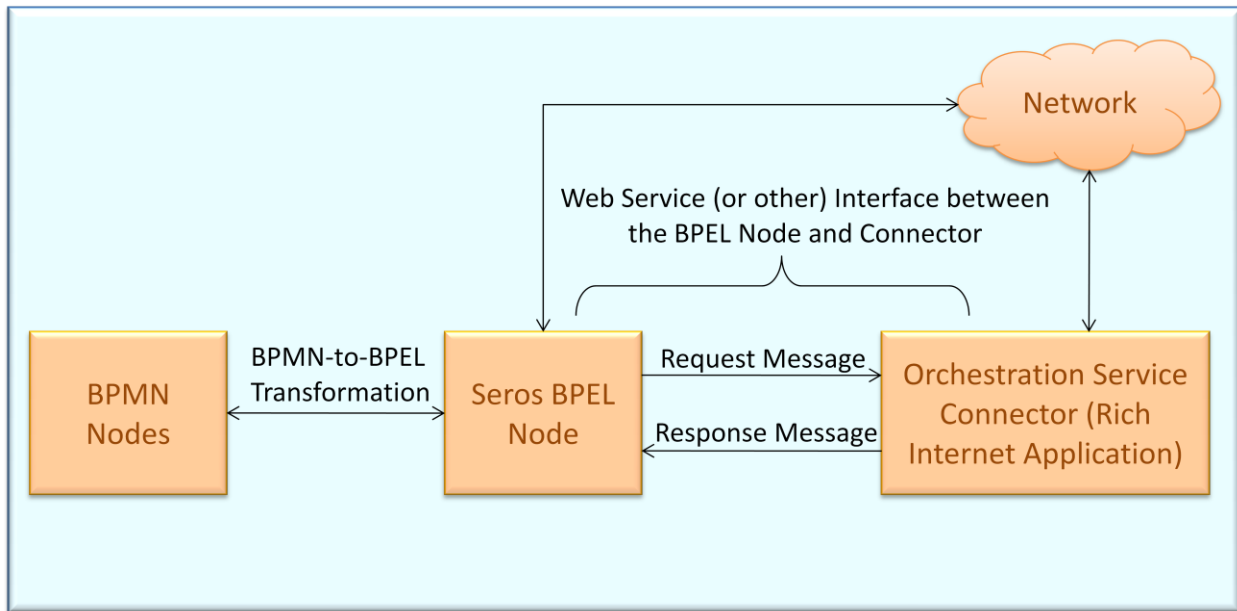 Network
Web Service (or other) Interface between
the BPEL Node and Connector
BPMN
Nodes
BPMN-to-BPEL
Transformation
Seros BPEL
Node
Request Message
Response Message
Orchestration Service
Connector (Rich
Internet Application)